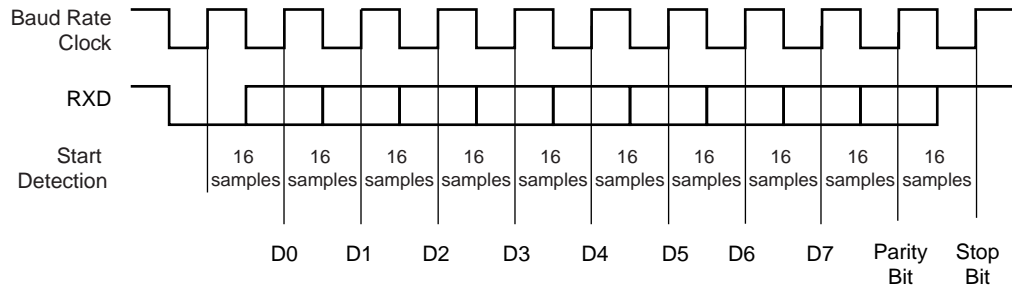 Baud Rate
Clock
RXD
Start
Detection
16 16 16 16 16 16 16 16 16 16
samples samples samples samples samples samples samples samples samples samples
D0 D1 D2 D3 D4 D5 D6 D7 Parity Stop
Bit Bit